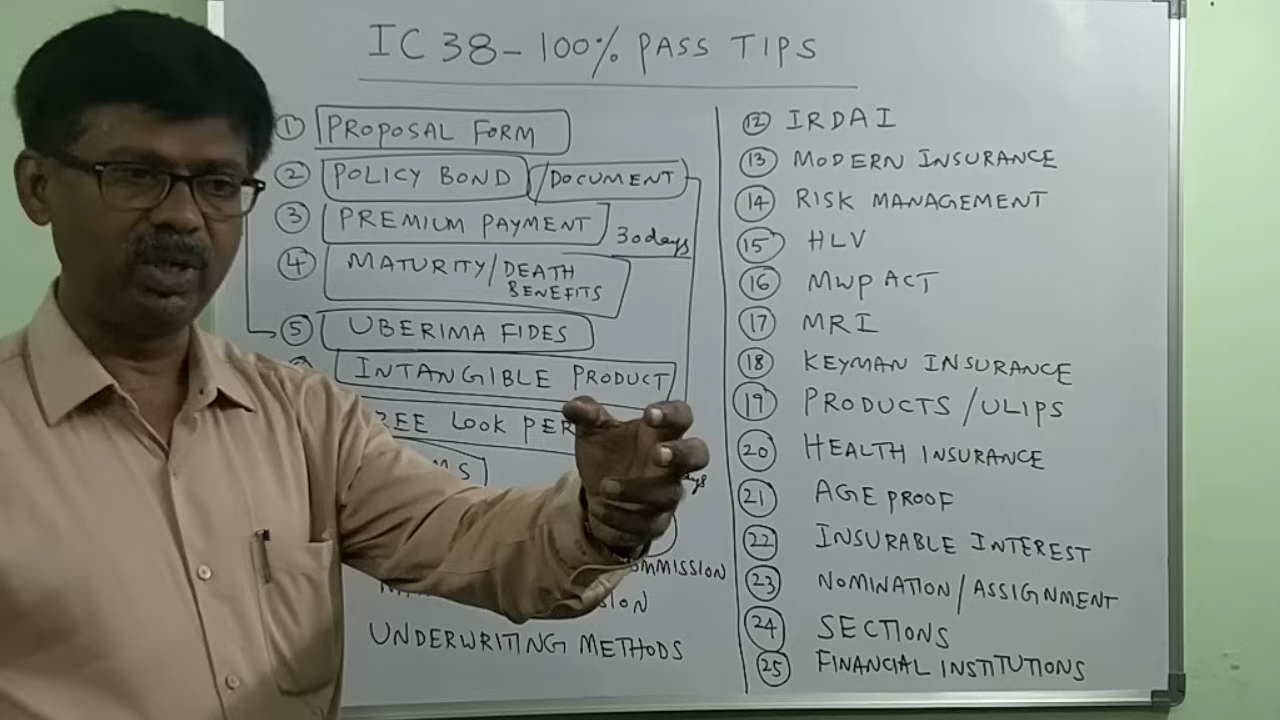 IC 38 - 100% PASS TIPS
1 PROPOSAL FORM
2 POLICY BOND /DOCUMENT
3 PREMIUM PAYMENT 30 days
4 MATURITY/DEATH
BENEFITS
5 UBERIMA FIDES
INTANGIBLE PRODUCT
LOOK
UNDERWRITING METHODS
12 IRDAI
13 MODERN INSURANCE
14 RISK MANAGEMENT
15 HLV
16 MWP ACT
17 MRI
18 KEYMAN INSURANCE
19 PRODUCTS /ULIPS
20 HEALTH INSURANCE
21 AGE PROOF
22 INSURABLE INTEREST
23 NOMINATION/ASSIGNMENT
24 SECTIONS
25 FINANCIAL INSTITUTIONS